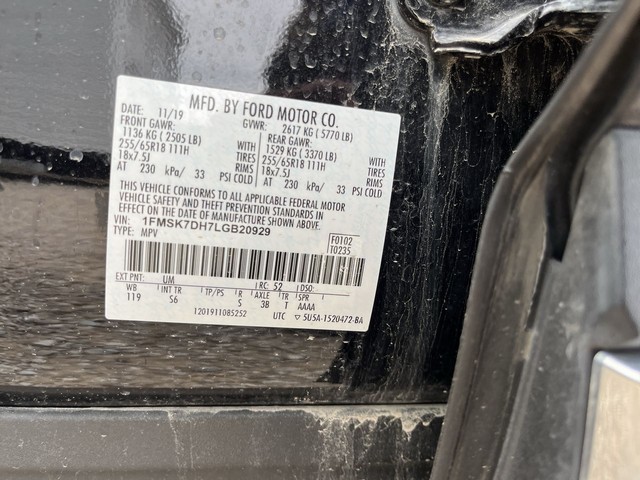 MFD. BY FORD MOTOR CO.
DATE: 11/19 GVWR: 2617 KG ( 5770 LB)
FRONT GAWR: REAR GAWR:
1136 KG ( 2505 LB) 1529 KG ( 3370 LB)
255/65R18 111H WITH TIRES 255/65R18 111H WITH TIRES
18x7.5J RIMS 18x7.5J RIMS
AT 230 kPa/ 33 PSI COLD AT 230 kPa/ 33 PSI COLD
THIS VEHICLE CONFORMS TO ALL APPLICABLE FEDERAL MOTOR
VEHICLE SAFETY AND THEFT PREVENTION STANDARDS IN
EFFECT ON THE DATE OF MANUFACTURE SHOWN ABOVE.
VIN: 1FMSK7DH7LGB20929
TYPE: MPV
F0102
T0235
EXT PNT: UM RC: 52 DSO:
WB INT TR TP/PS R AXLE TR SPR
119 S6 S 3B T AAAA
1201911085252 UTC ▽ 5U5A-1520472-BA